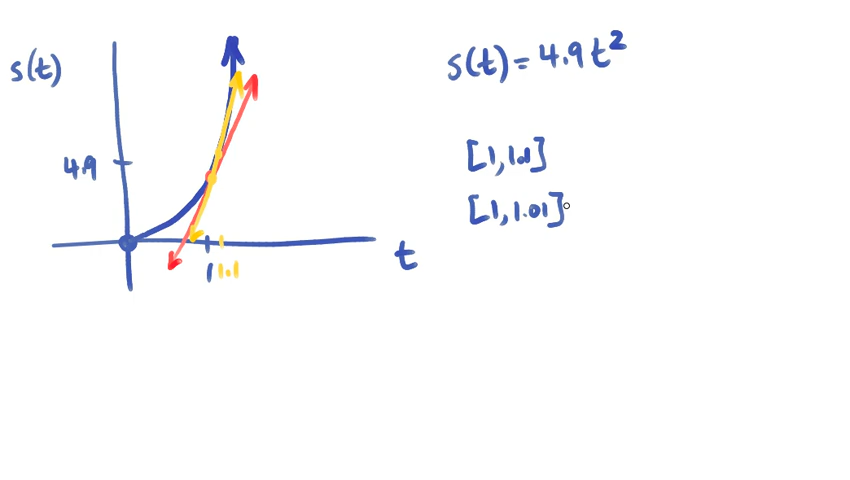 s(t)
s(t) = 4.9t²
4.9
[1, 1.1]
[1, 1.01]
t
1 1.1